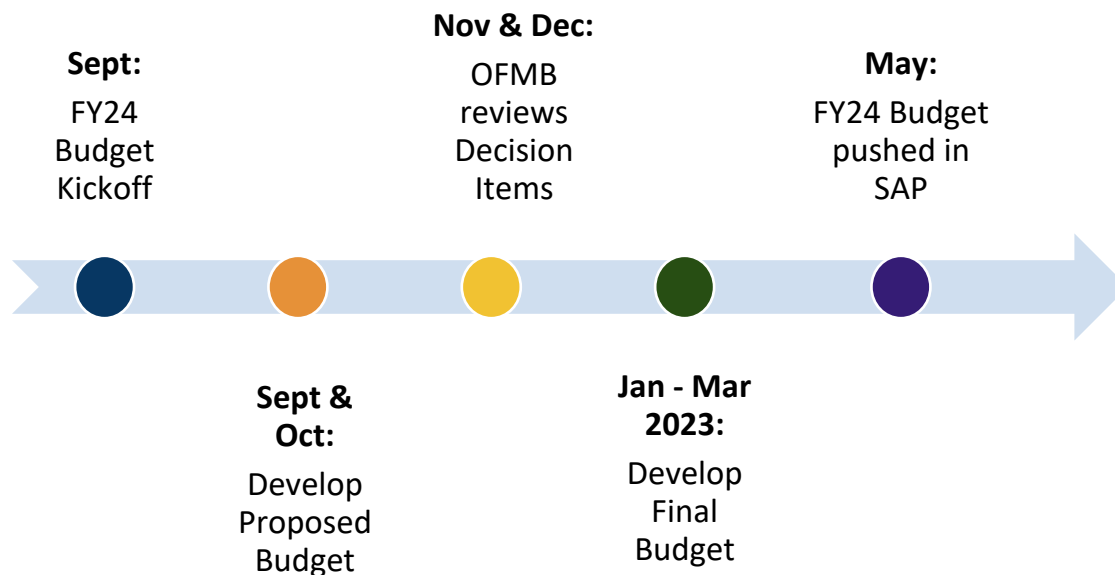 Sept:
FY24
Budget
Kickoff
Sept &
Oct:
Develop
Proposed
Budget
Nov & Dec:
OFMB
reviews
Decision
Items
Jan - Mar
2023:
Develop
Final
Budget
May:
FY24 Budget
pushed in
SAP